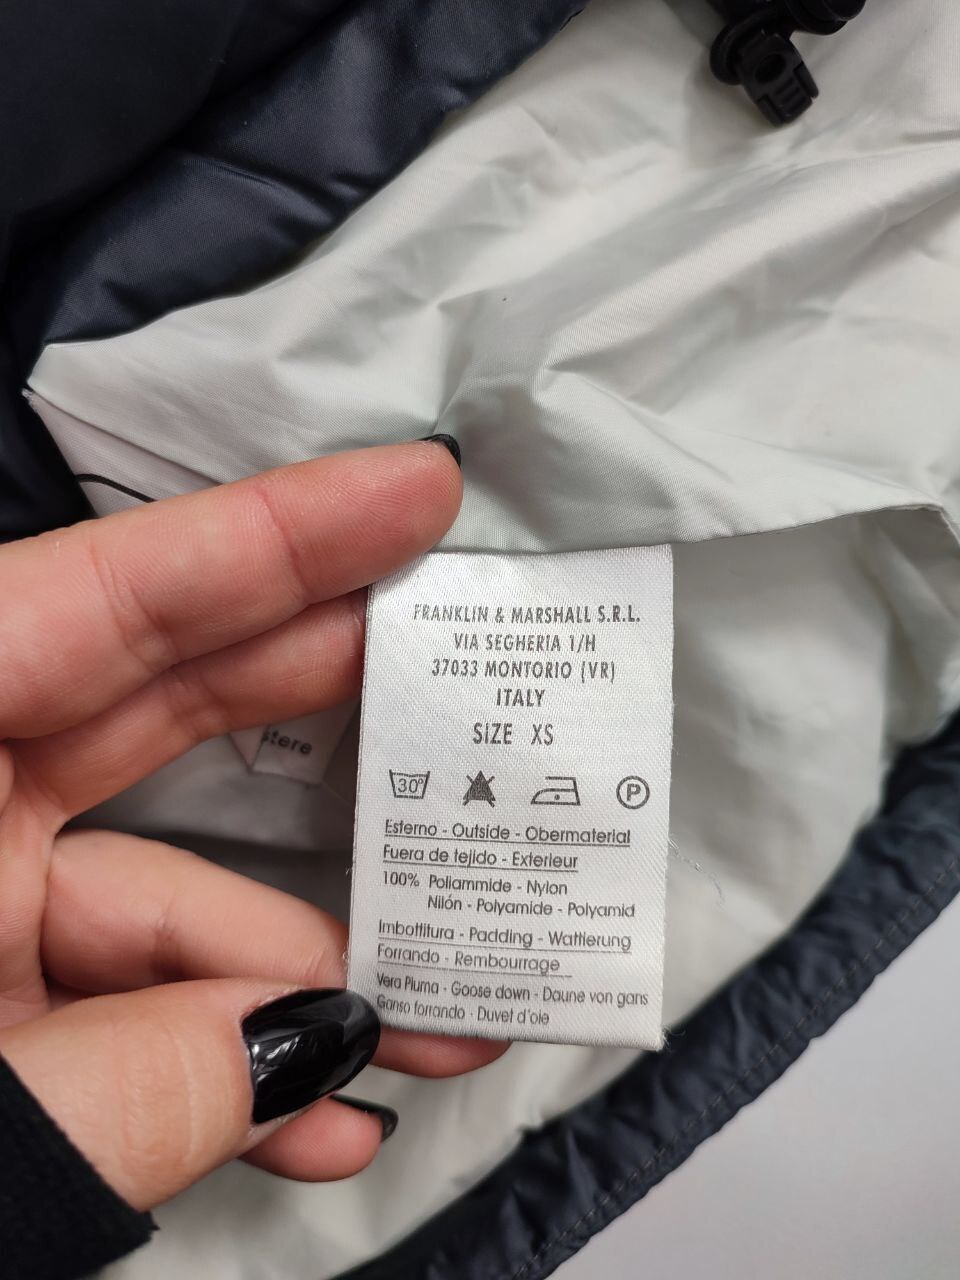 FRANKLIN & MARSHALL S.R.L.
VIA SEGHERIA 1/H
37033 MONTORIO (VR)
ITALY
SIZE XS
30° P
Esterno - Outside - Obermaterial
Fuera de tejido - Exterieur
100% Poliammide - Nylon
Nilón - Polyamide - Polyamid
Imbottitura - Padding - Wattierung
Forrando - Rembourrage
Vera Piuma - Goose down - Daune von gans
Ganso forrando - Duvet d'oie